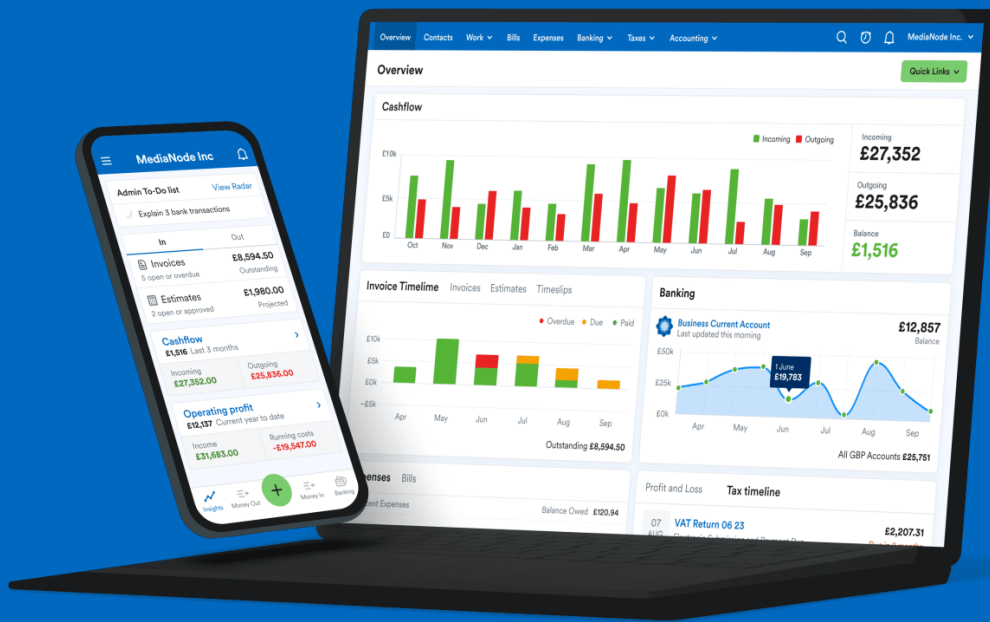 MediaNode Inc
Admin To-Do list
View Radar
Explain 3 bank transactions
In
Out
Invoices
£8,594.50
5 open or overdue
Outstanding
Estimates
£1,980.00
2 open or approved
Projected
Cashflow
£1,516 Last 3 months
Incoming
£27,352.00
Outgoing
£25,836.00
Operating profit
£12,137 Current year to date
Income
£31,683.00
Running costs
-£19,547.00
Insights
Money Out
Money In
Banking
Overview
Contacts
Work
Bills
Expenses
Banking
Taxes
Accounting
MediaNode Inc.
Overview
Quick Links
Cashflow
Incoming
Outgoing
£10k
£5k
£0
Oct
Nov
Dec
Jan
Feb
Mar
Apr
May
Jun
Jul
Aug
Sep
Incoming
£27,352
Outgoing
£25,836
Balance
£1,516
Invoice Timeline
Invoices
Estimates
Timeslips
Overdue
Due
Paid
£10k
£5k
£0k
-£5k
Apr
May
Jun
Jul
Aug
Sep
Outstanding £8,594.50
Banking
Business Current Account
Last updated this morning
£12,857
Balance
£50k
£25k
£0k
1 June
£19,783
Apr
May
Jun
Jul
Aug
Sep
All GBP Accounts £25,751
Bills
Expenses
Balance Owed £120.94
Profit and Loss
Tax timeline
07
AUG
VAT Return 06 23
£2,207.31